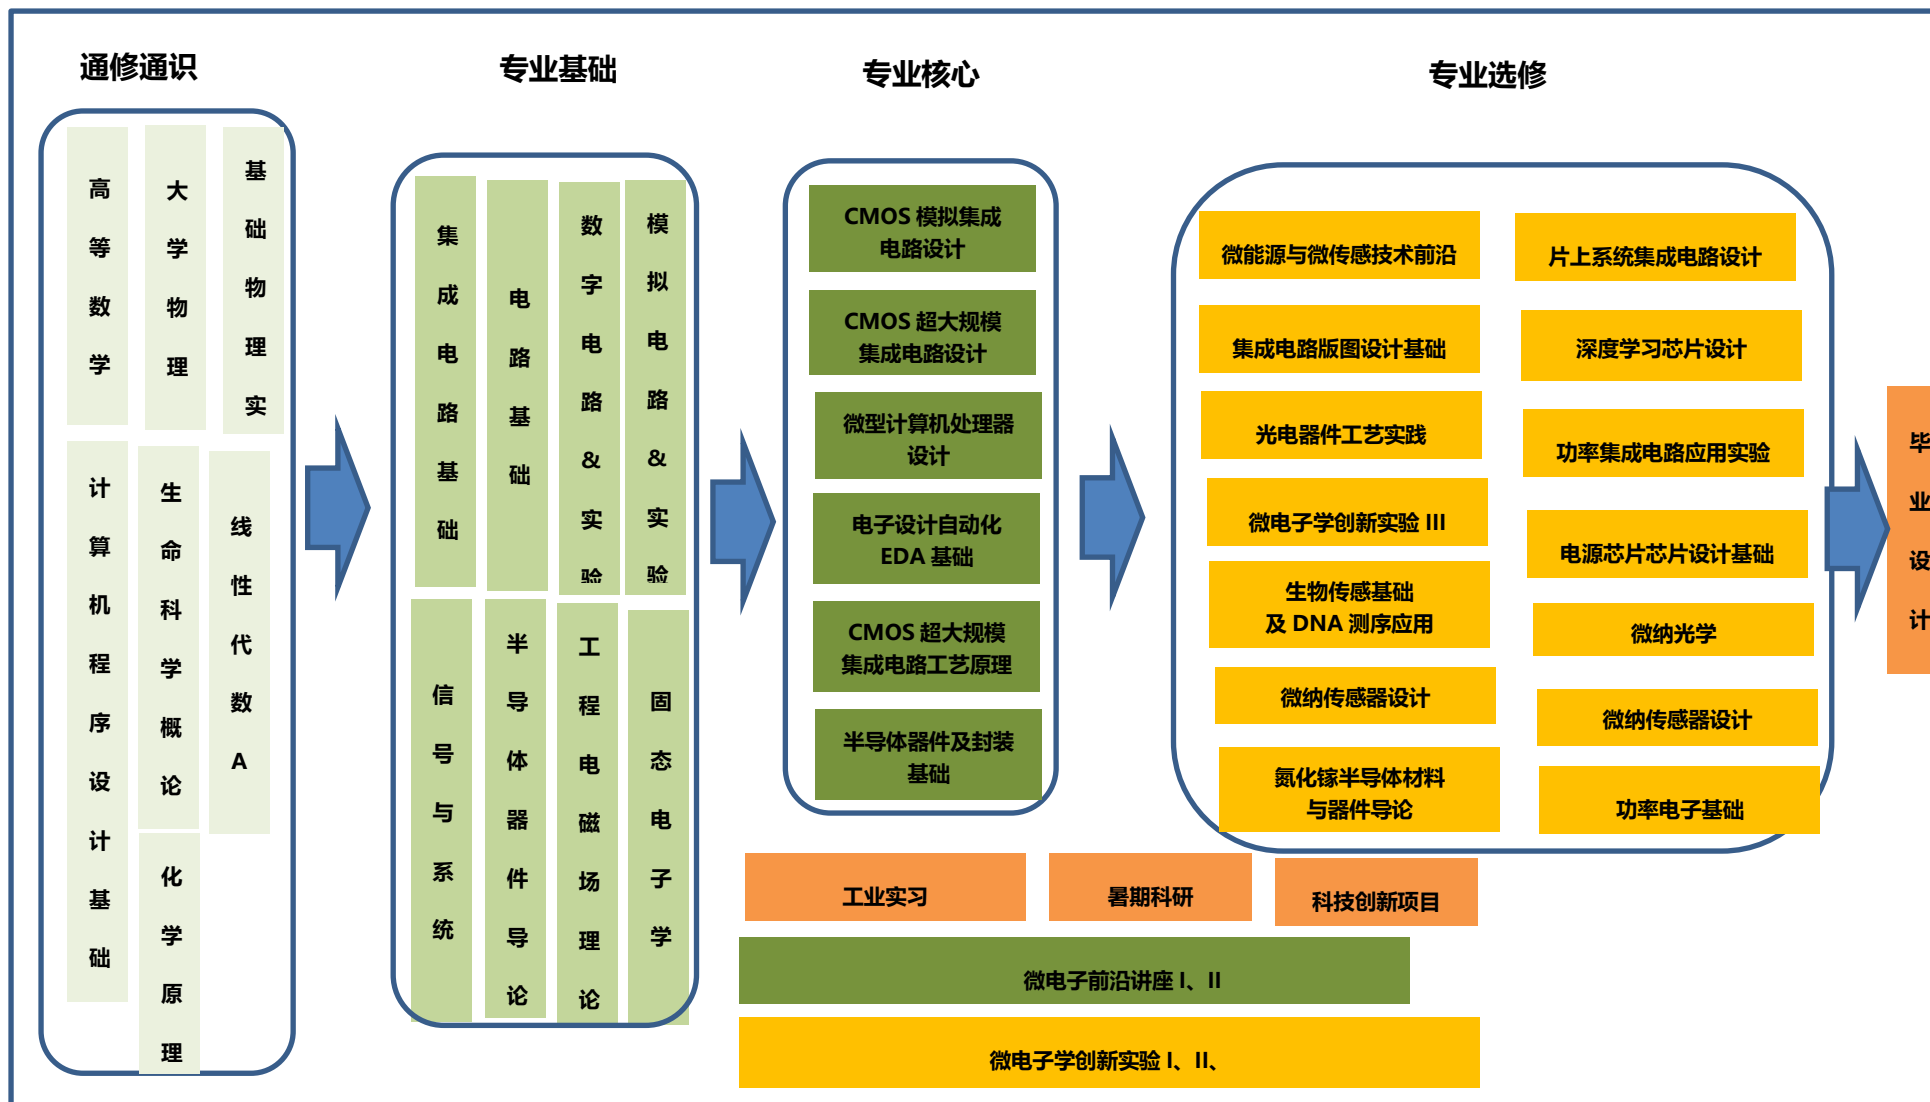 通修通识
专业基础
专业核心
专业选修
高等数学
大学物理
基础物理实
计算机程序设计基础
生命科学概论
线性代数A
化学原理
集成电路基础
电路基础
数字电路&实验
模拟电路&实验
信号与系统
半导体器件导论
工程电磁场理论
固态电子学
CMOS 模拟集成
电路设计
CMOS 超大规模
集成电路设计
微型计算机处理器
设计
电子设计自动化
EDA 基础
CMOS 超大规模
集成电路工艺原理
半导体器件及封装
基础
微能源与微传感技术前沿
集成电路版图设计基础
光电器件工艺实践
微电子学创新实验 III
生物传感基础
及 DNA 测序应用
微纳传感器设计
氮化镓半导体材料
与器件导论
片上系统集成电路设计
深度学习芯片设计
功率集成电路应用实验
电源芯片芯片设计基础
微纳光学
微纳传感器设计
功率电子基础
毕业设计
工业实习
暑期科研
科技创新项目
微电子前沿讲座 I、II
微电子学创新实验 I、II、